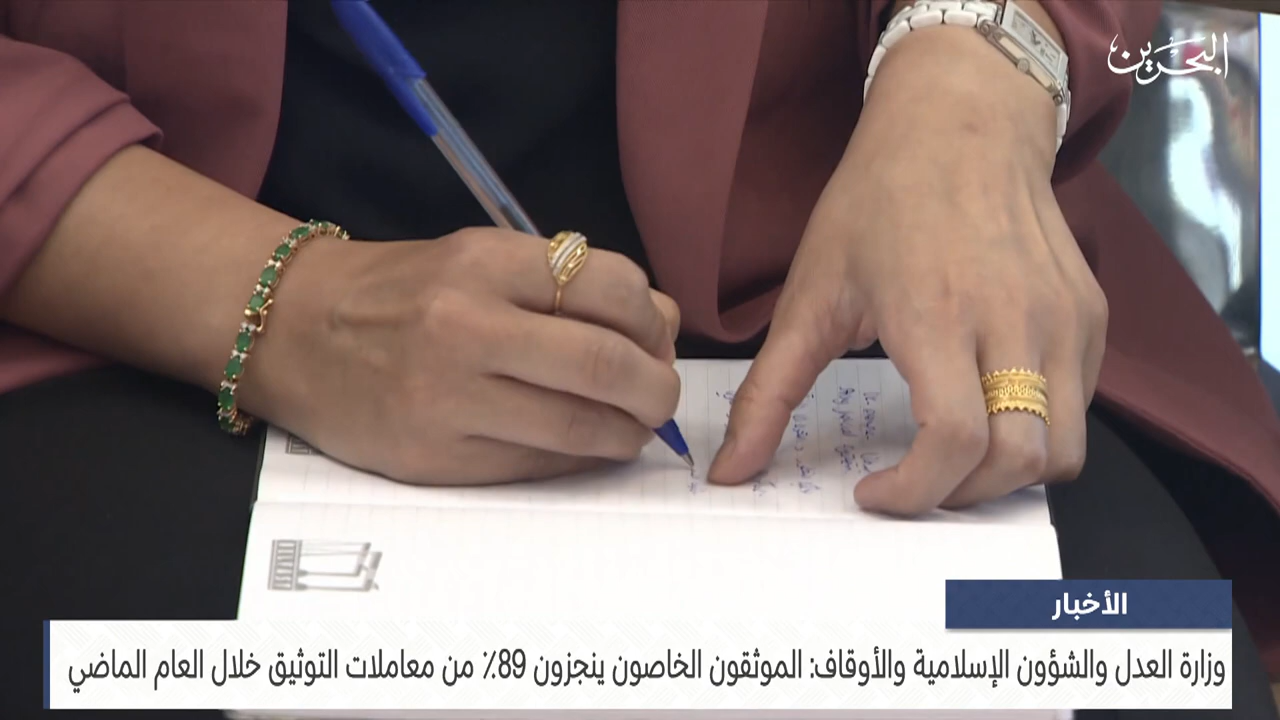 البحرين
الأخبار
وزارة العدل والشؤون الإسلامية والأوقاف: الموثقون الخاصون ينجزون 89٪ من معاملات التوثيق خلال العام الماضي